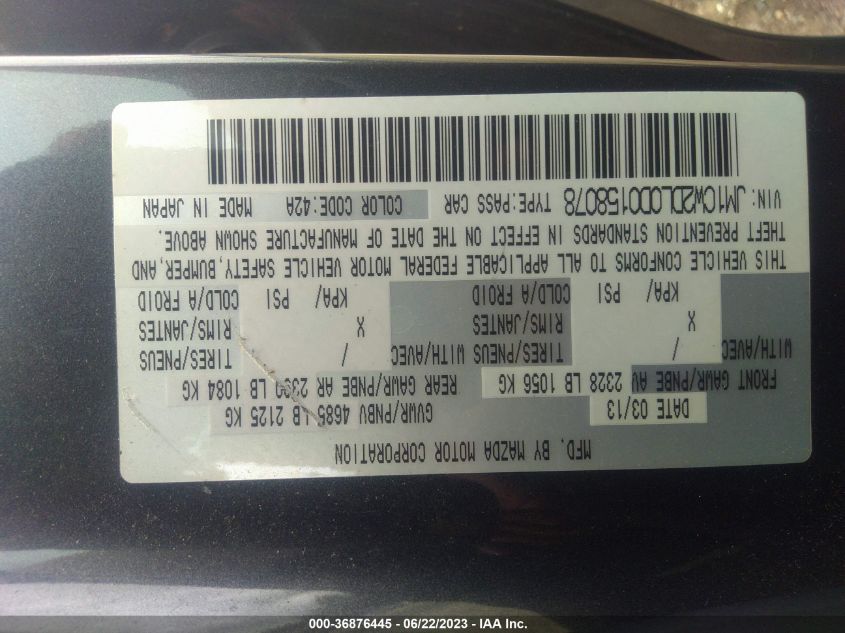 MFD. BY MAZDA MOTOR CORPORATION
DATE 03/13 GVWR/PNBV 4685 LB 2125 KG
FRONT GAWR/PNBE AV 2328 LB 1056 KG REAR GAWR/PNBE AR LB 1084 KG
WITH/AVEC / TIRES/PNEUS WITH/AVEC / TIRES/PNEUS
X RIMS/JANTES X RIMS/JANTES
KPA/ PSI COLD/A FROID KPA/ PSI COLD/A FROID
THIS VEHICLE CONFORMS TO ALL APPLICABLE FEDERAL MOTOR VEHICLE SAFETY, BUMPER, AND
THEFT PREVENTION STANDARDS IN EFFECT ON THE DATE OF MANUFACTURE SHOWN ABOVE.
VIN: JM1CW2DL0D0158078 TYPE:PASS CAR COLOR CODE:42A MADE IN JAPAN
000-36876445 - 06/22/2023 - IAA Inc.